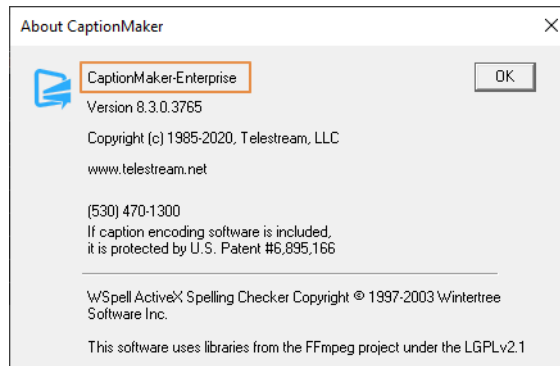 About CaptionMaker
CaptionMaker-Enterprise
OK
Version 8.3.0.3765
Copyright (c) 1985-2020, Telestream, LLC
www.telestream.net
(530) 470-1300
If caption encoding software is included,
it is protected by U.S. Patent #6,895,166
WSpell ActiveX Spelling Checker Copyright © 1997-2003 Wintertree
Software Inc.
This software uses libraries from the FFmpeg project under the LGPLv2.1